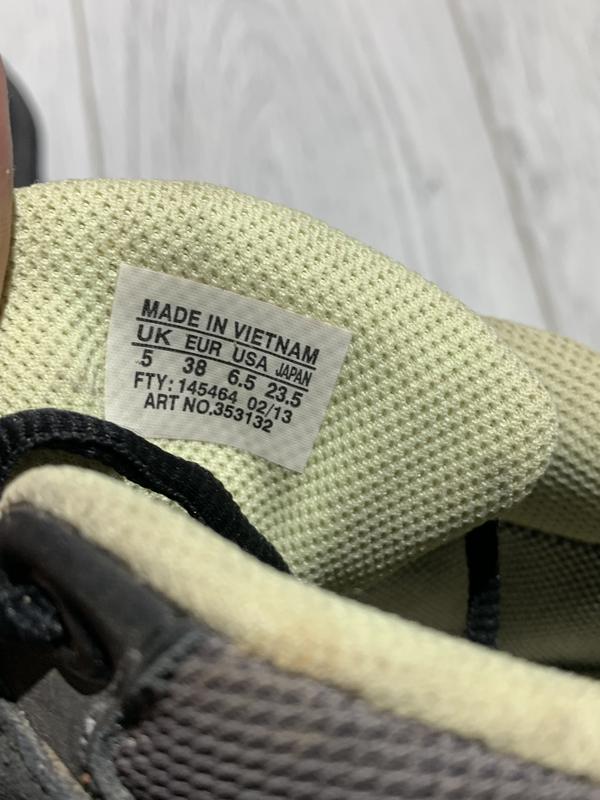 MADE IN VIETNAM
UK EUR USA JAPAN
5 38 6.5 23.5
FTY:145464 02/13
ART NO.353132